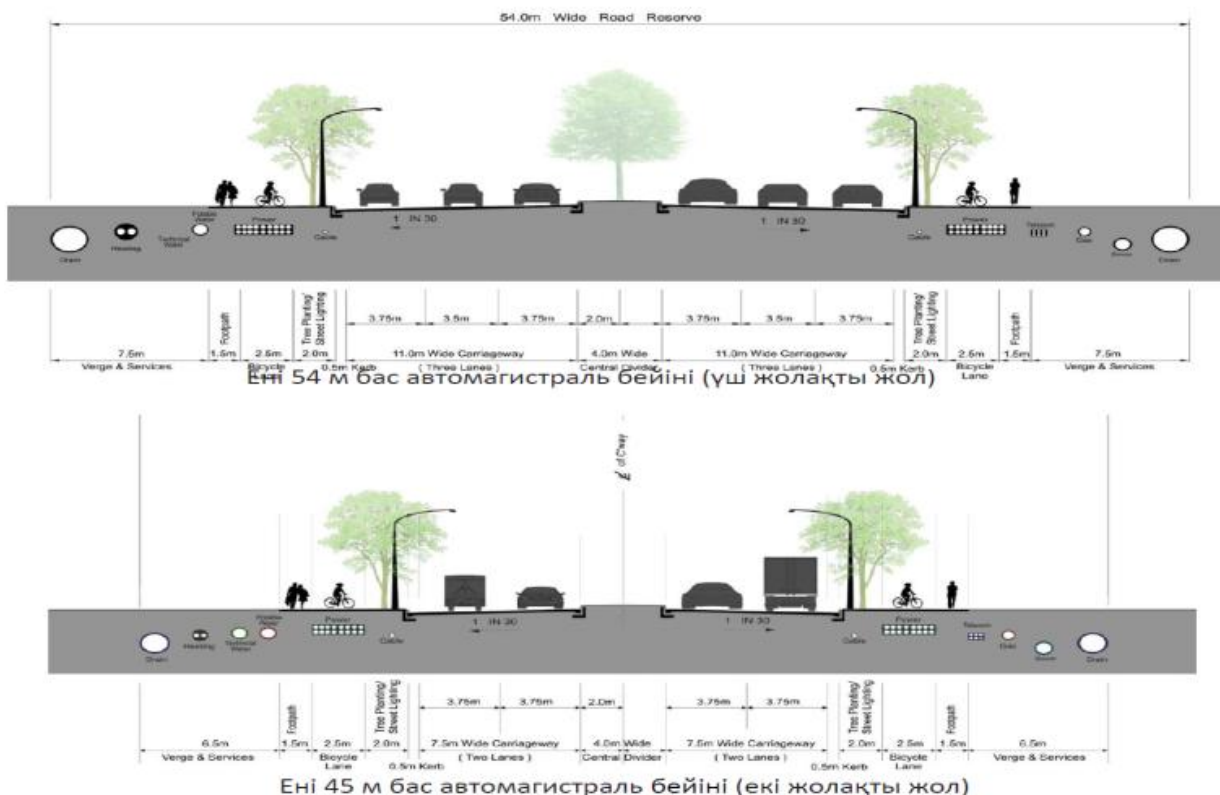 54.0m Wide Road Reserve
Potable Water
Power
Cable
1 IN 30
1 IN 30
Cable
Power
Telecom
Drain
Heating
Technical Water
Gas
Sewer
Drain
Footpath
Tree Planting/ Street Lighting
3.75m 3.5m 3.75m 2.0m 3.75m 3.5m 3.75m
Tree Planting/ Street Lighting
Footpath
7.5m 1.5m 2.5m 2.0m 11.0m Wide Carriageway 4.0m Wide 11.0m Wide Carriageway 2.0m 2.5m 1.5m 7.5m
Verge & Services Bicycle Lane 0.5m Kerb ( Three Lanes ) Central Divider ( Three Lanes ) 0.5m Kerb Bicycle Lane Verge & Services
Ені 54 м бас автомагистраль бейіні (үш жолақты жол)
of C'way
Potable Water
Power
Cable
1 IN 30
1 IN 30
Cable
Power
Telecom
Drain
Heating
Technical Water
Gas
Sewer
Drain
Footpath
Tree Planting/ Street Lighting
3.75m 3.75m 2.0m 3.75m 3.75m
Tree Planting/ Street Lighting
Footpath
6.5m 1.5m 2.5m 2.0m 7.5m Wide Carriageway 4.0m Wide 7.5m Wide Carriageway 2.0m 2.5m 1.5m 6.5m
Verge & Services Bicycle Lane 0.5m Kerb ( Two Lanes ) Central Divider ( Two Lanes ) 0.5m Kerb Bicycle Lane Verge & Services
Ені 45 м бас автомагистраль бейіні (екі жолақты жол)